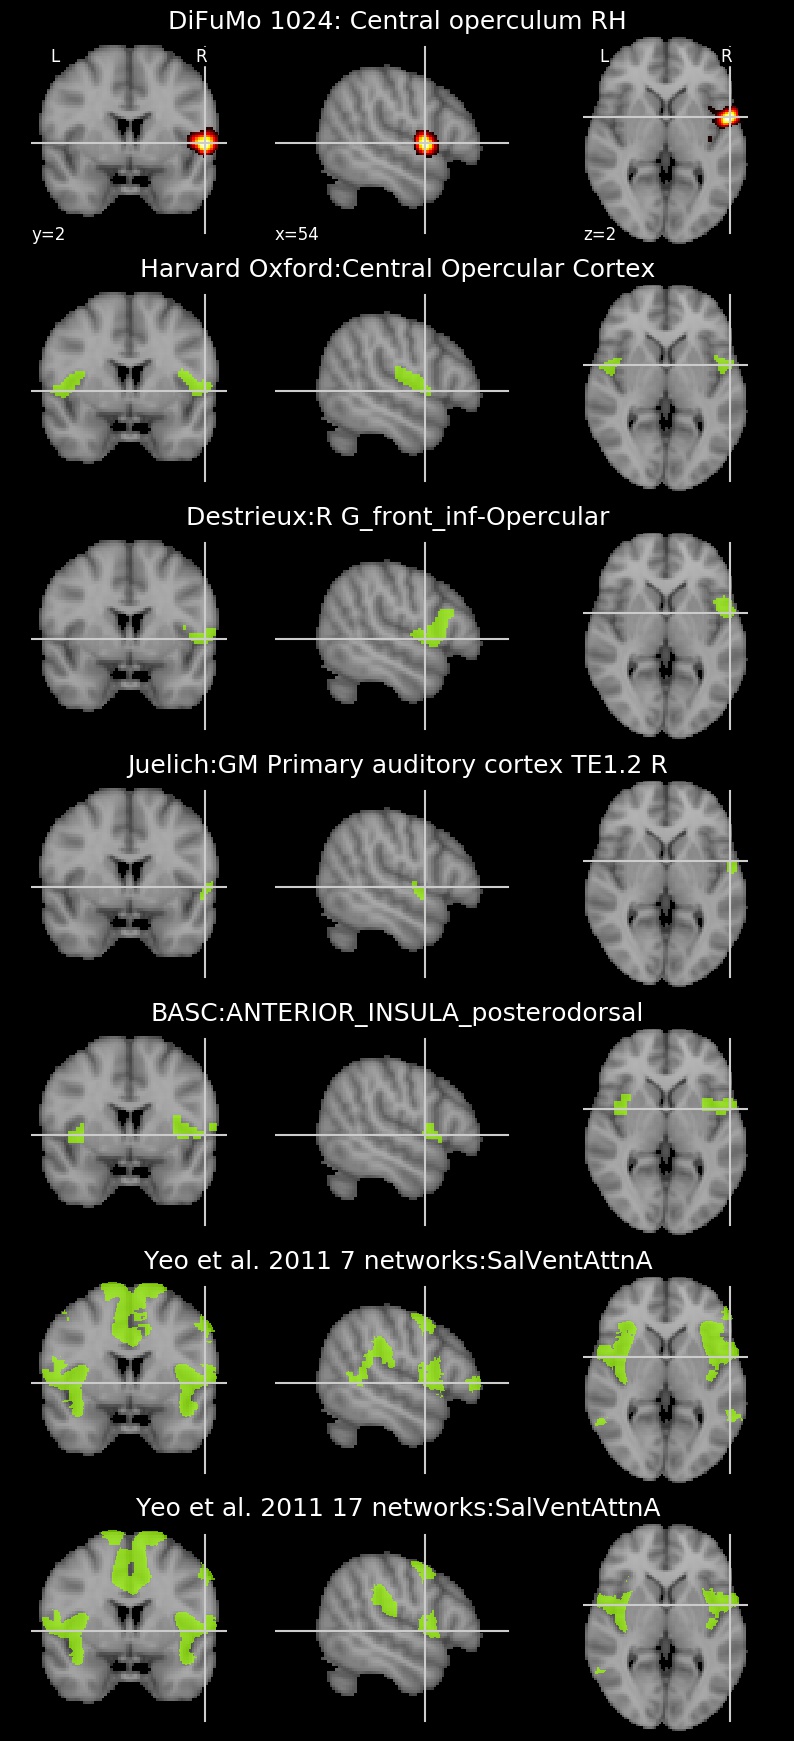 DiFuMo 1024: Central operculum RH
L R L R
y=2 x=54 z=2
Harvard Oxford:Central Opercular Cortex
Destrieux:R G_front_inf-Opercular
Juelich:GM Primary auditory cortex TE1.2 R
BASC:ANTERIOR_INSULA_posterodorsal
Yeo et al. 2011 7 networks:SalVentAttnA
Yeo et al. 2011 17 networks:SalVentAttnA